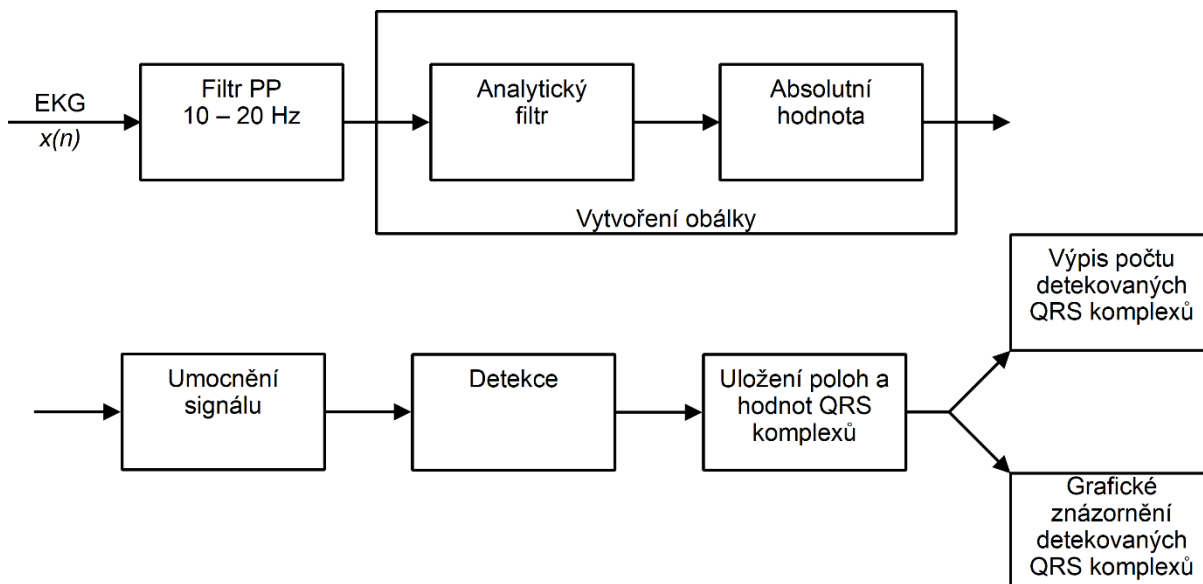 EKG
x(n)
Filtr PP
10 – 20 Hz
Analytický
filtr
Absolutní
hodnota
Vytvoření obálky
Umocnění
signálu
Detekce
Uložení poloh a
hodnot QRS
komplexů
Výpis počtu
detekovaných
QRS komplexů
Grafické
znázornění
detekovaných
QRS komplexů